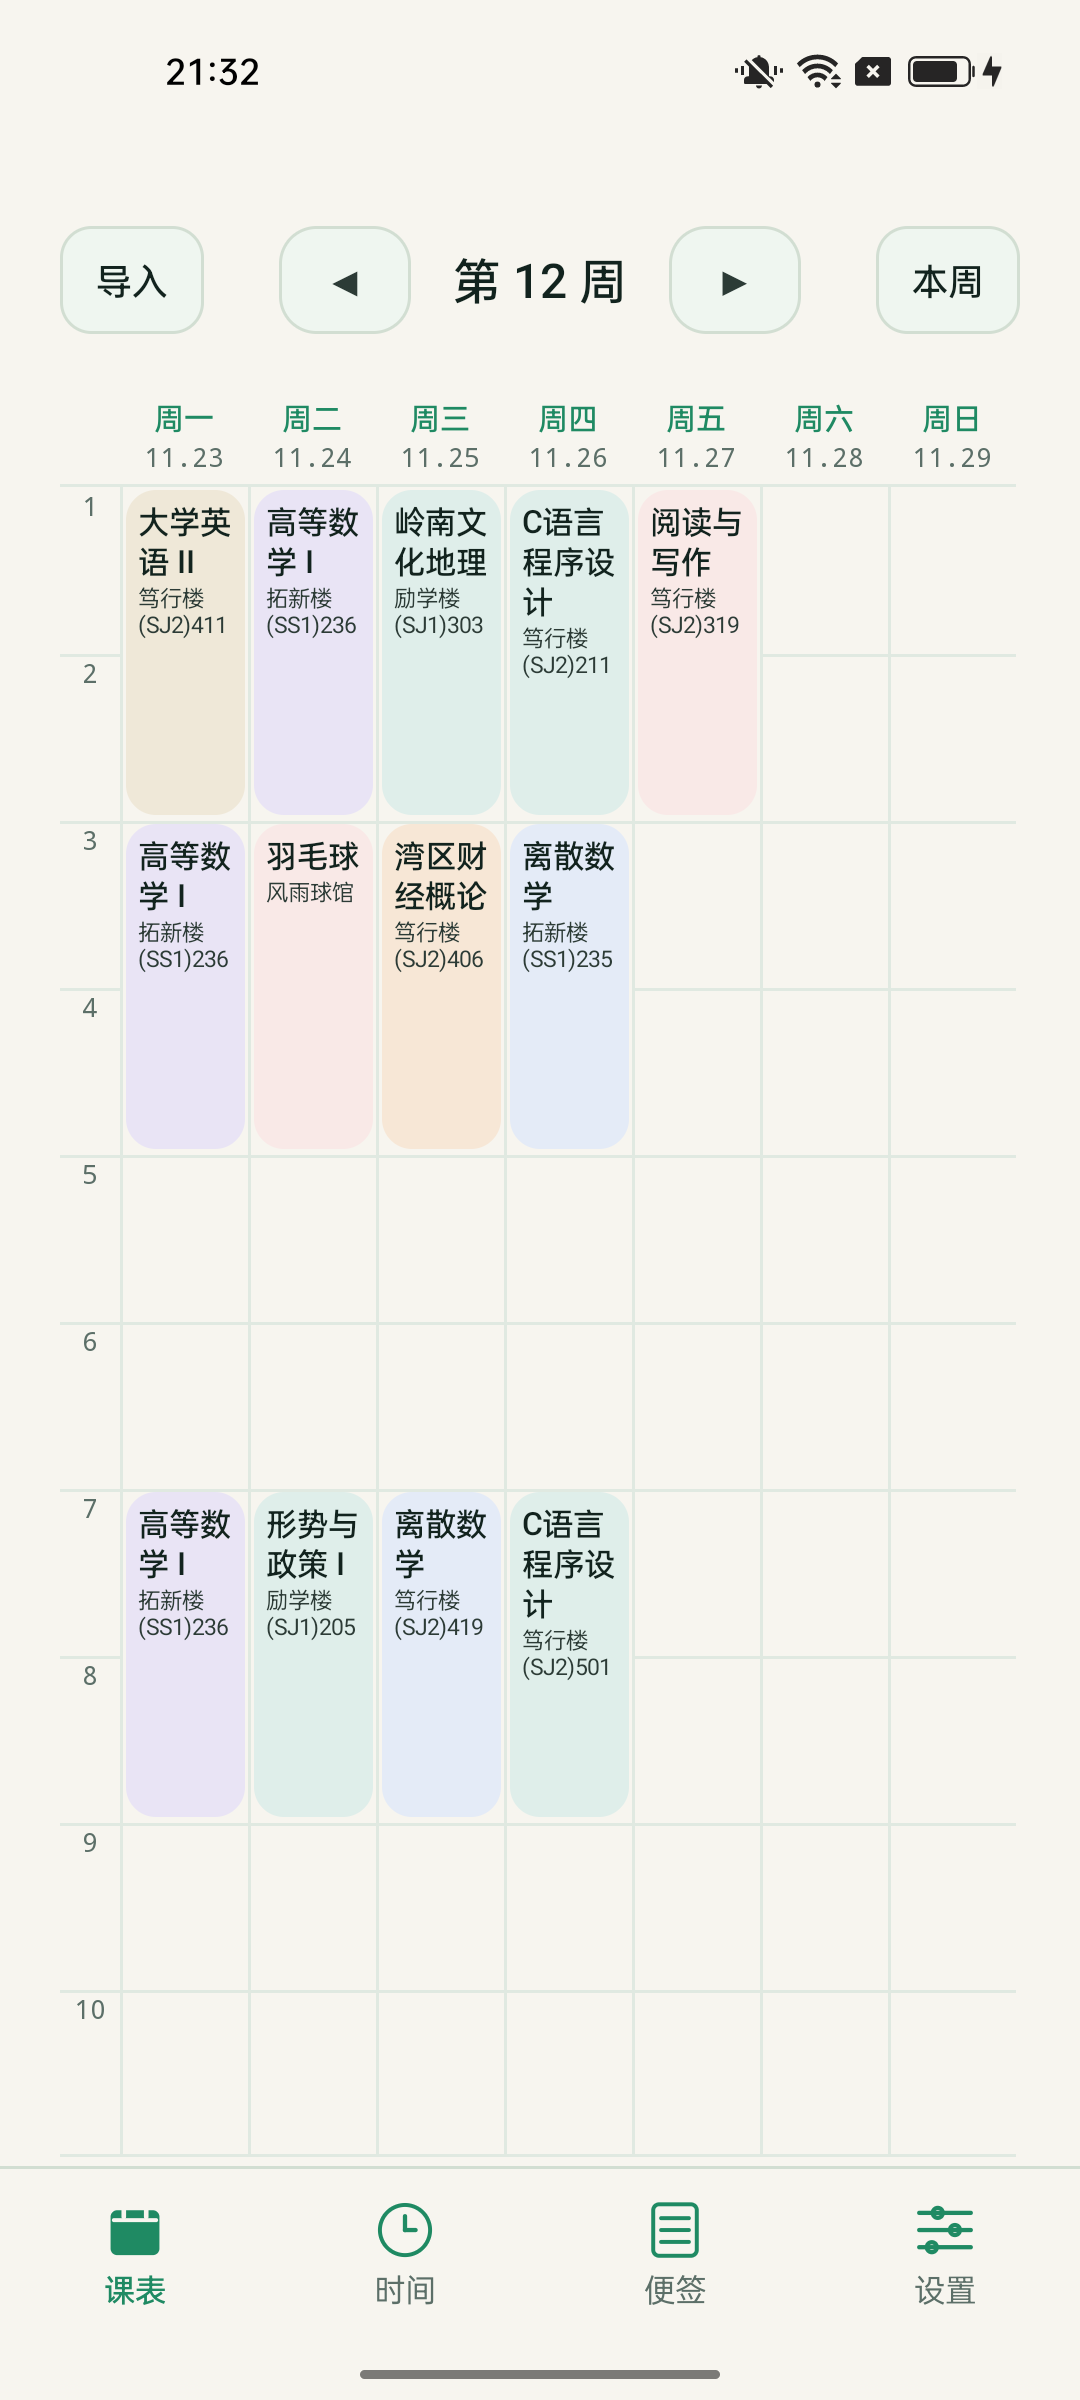 21:32
导入
◀
第 12 周
▶
本周
周一 周二 周三 周四 周五 周六 周日
11.23 11.24 11.25 11.26 11.27 11.28 11.29
1
大学英
语 II
笃行楼
(SJ2)411
高等数
学 I
拓新楼
(SS1)236
岭南文
化地理
励学楼
(SJ1)303
C语言
程序设
计
笃行楼
(SJ2)211
阅读与
写作
笃行楼
(SJ2)319
2
3
高等数
学 I
拓新楼
(SS1)236
羽毛球
风雨球馆
湾区财
经概论
笃行楼
(SJ2)406
离散数
学
拓新楼
(SS1)235
4
5
6
7
高等数
学 I
拓新楼
(SS1)236
形势与
政策 I
励学楼
(SJ1)205
离散数
学
笃行楼
(SJ2)419
C语言
程序设
计
笃行楼
(SJ2)501
8
9
10
课表
时间
便签
设置